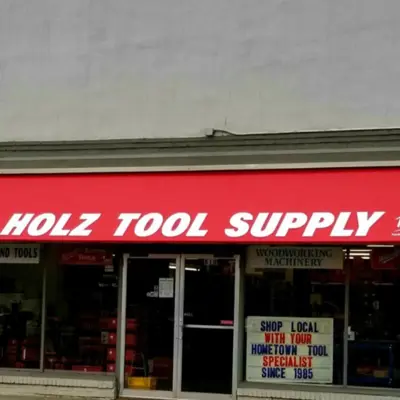 HOLZ TOOL SUPPLY
ND TOOLS
WOODWORKING
MACHINERY
SHOP LOCAL
WITH YOUR
HOMETOWN TOOL
SPECIALIST
SINCE 1985